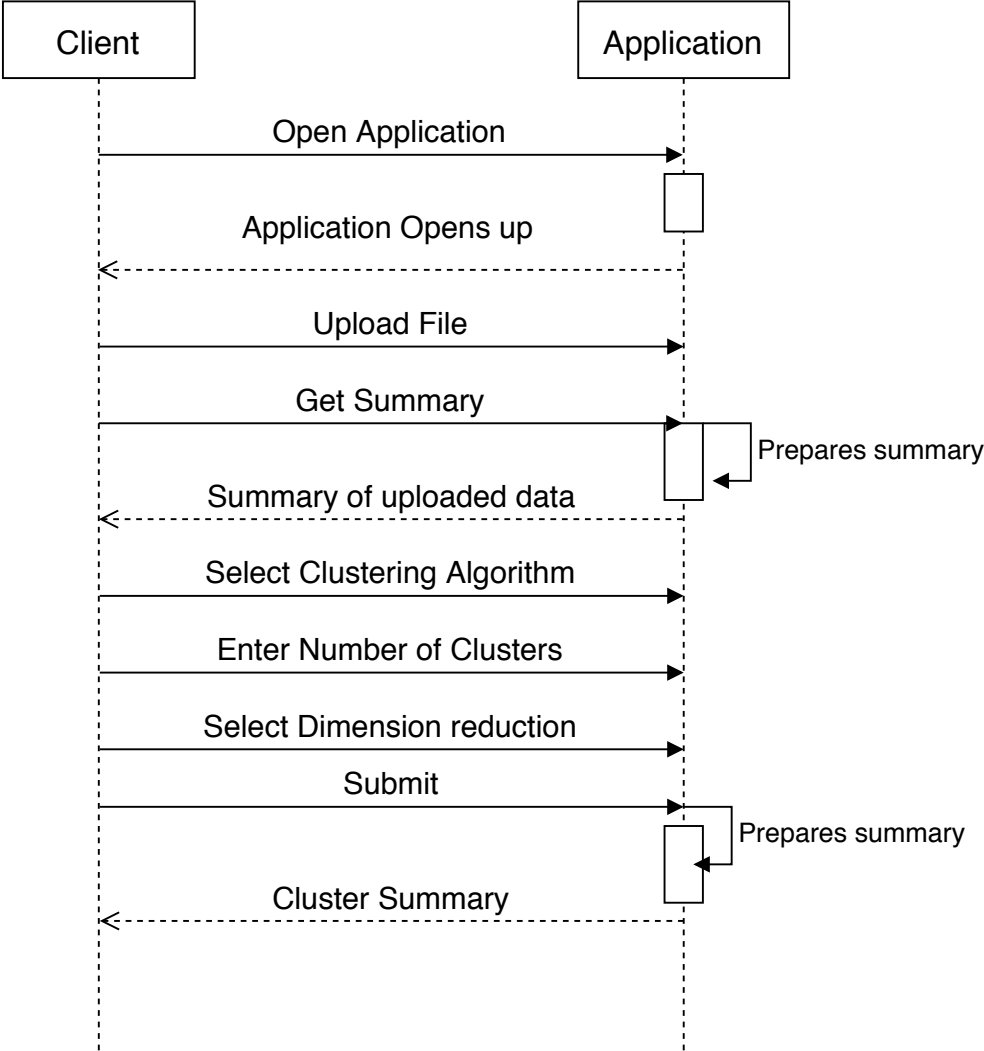 Client
Application
Open Application
Application Opens up
Upload File
Get Summary
Prepares summary
Summary of uploaded data
Select Clustering Algorithm
Enter Number of Clusters
Select Dimension reduction
Submit
Prepares summary
Cluster Summary